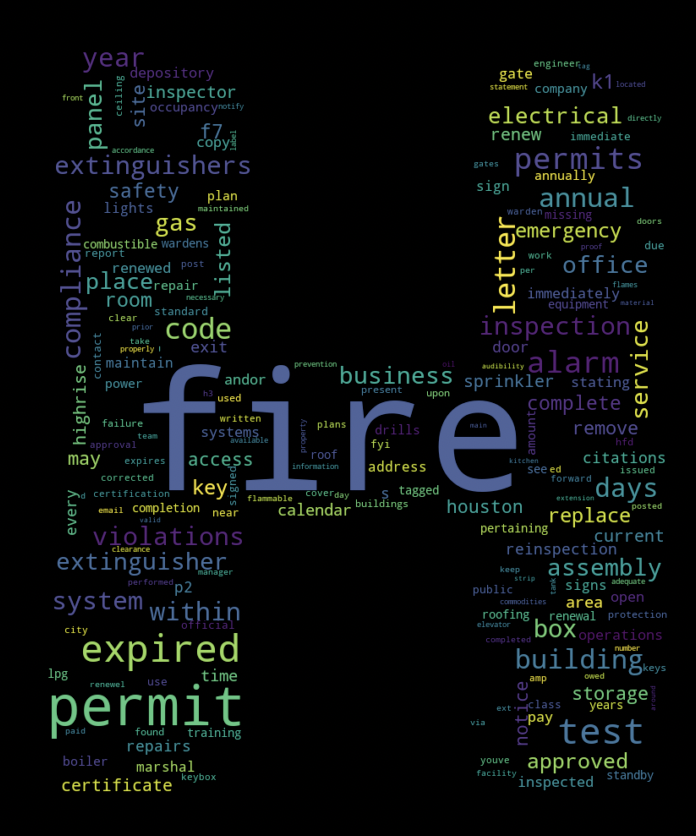 year
depository
front
ceiling
panel
site
inspector
occupancy
notify
f7
copy
label
accordance
extinguishers
safety
plan
lights
maintained
gas
combustible
wardens
listed
compliance
report
renewed
post
place
repair
necessary
room
standard
clear
code
prior
take
properly
exit
contact
maintain
power
highrise
h3
used
andor
written
failure
team
systems
available
approval
may
expires
access
corrected
key
signed
certification
every
email
completion
near
valid
violations
clearance
extinguisher
manager
performed
p2
system
within
city
official
expired
lpg
time
renewel
use
permit
paid
found
training
repairs
boiler
marshal
keybox
certificate
fire
prevention
business
oil
present
upon
property
plans
drills
fyi
roof
information
address
main
flammable
cover
day
s
tagged
buildings
calendar
houston
kitchen
engineer
tag
gate
k1
located
statement
company
electrical
directly
renew
immediate
gates
permits
annually
sign
annual
warden
missing
letter
emergency
doors
proof
work
due
per
office
flames
immediately
equipment
material
inspection
service
door
audibility
alarm
sprinkler
stating
complete
amount
remove
hfd
citations
see
ed
issued
forward
days
extension
posted
replace
pertaining
current
reinspection
keep
strip
assembly
tank
signs
adequate
public
commodities
area
open
roofing
renewal
protection
elevator
box
operations
completed
number
building
keys
amp
owed
storage
around
notice
ext
class
years
pay
via
test
youve
approved
facility
inspected
standby